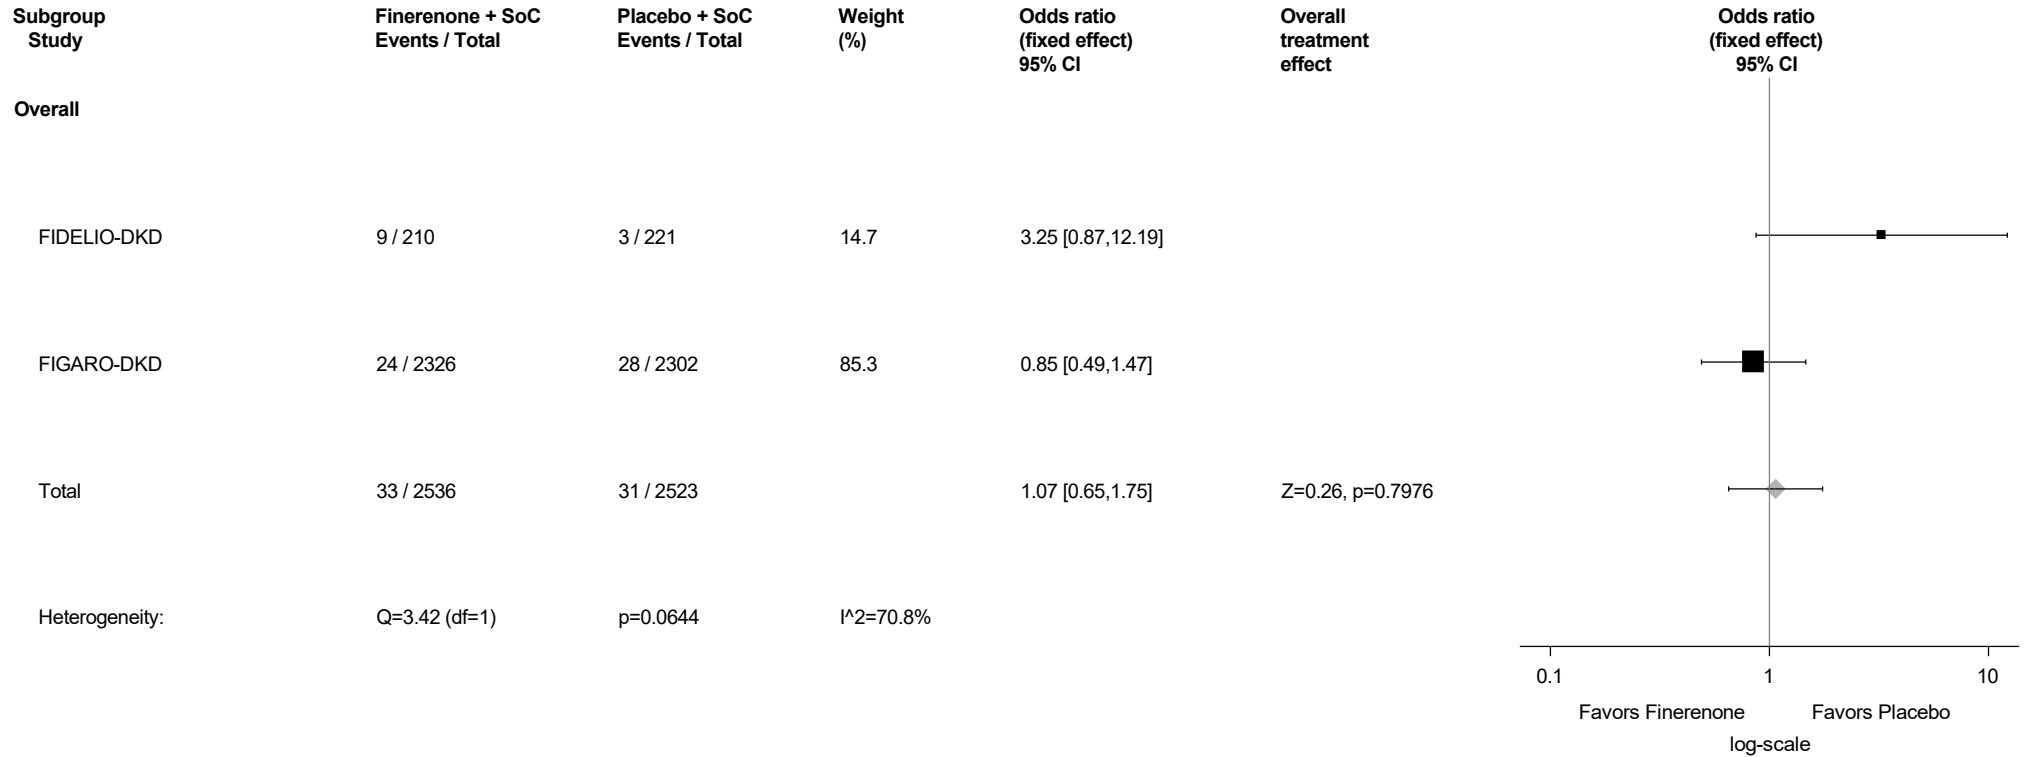 Subgroup Finerenone + SoC Placebo + SoC Weight Odds ratio Overall Odds ratio
Study Events / Total Events / Total (%) (fixed effect) treatment (fixed effect)
95% CI effect 95% CI
Overall
FIDELIO-DKD 9 / 210 3 / 221 14.7 3.25 [0.87,12.19]
FIGARO-DKD 24 / 2326 28 / 2302 85.3 0.85 [0.49,1.47]
Total 33 / 2536 31 / 2523 1.07 [0.65,1.75] Z=0.26, p=0.7976
Heterogeneity: Q=3.42 (df=1) p=0.0644 I^2=70.8%
0.1 1 10
Favors Finerenone Favors Placebo
log-scale